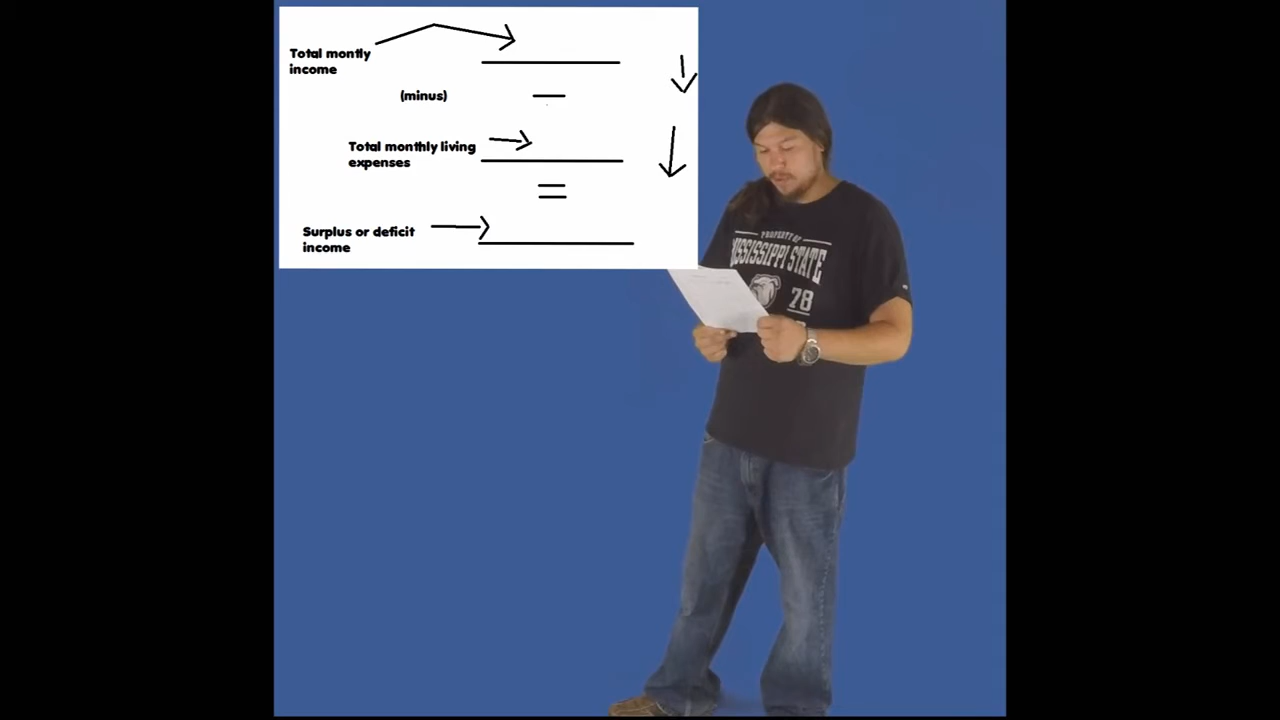 Total montly
income
(minus)
—
Total monthly living
expenses
=
Surplus or deficit
income
PROPERTY OF
MISSISSIPPI STATE
78